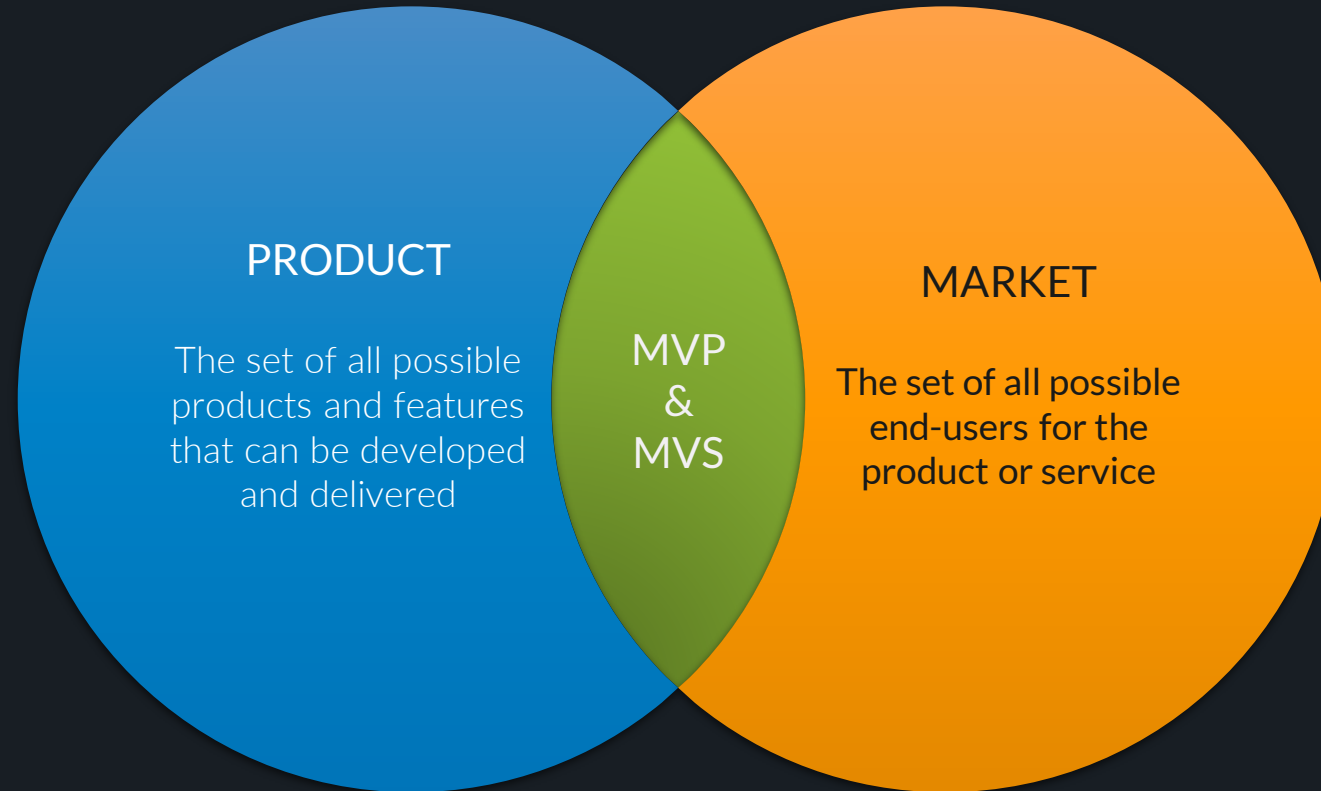 PRODUCT
The set of all possible
products and features
that can be developed
and delivered
MVP
&
MVS
MARKET
The set of all possible
end-users for the
product or service